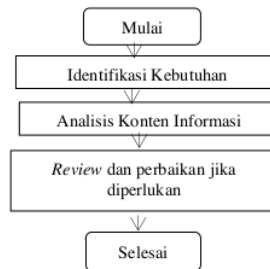 Mulai
Identifikasi Kebutuhan
Analisis Konten Informasi
Review dan perbaikan jika
diperlukan
Selesai